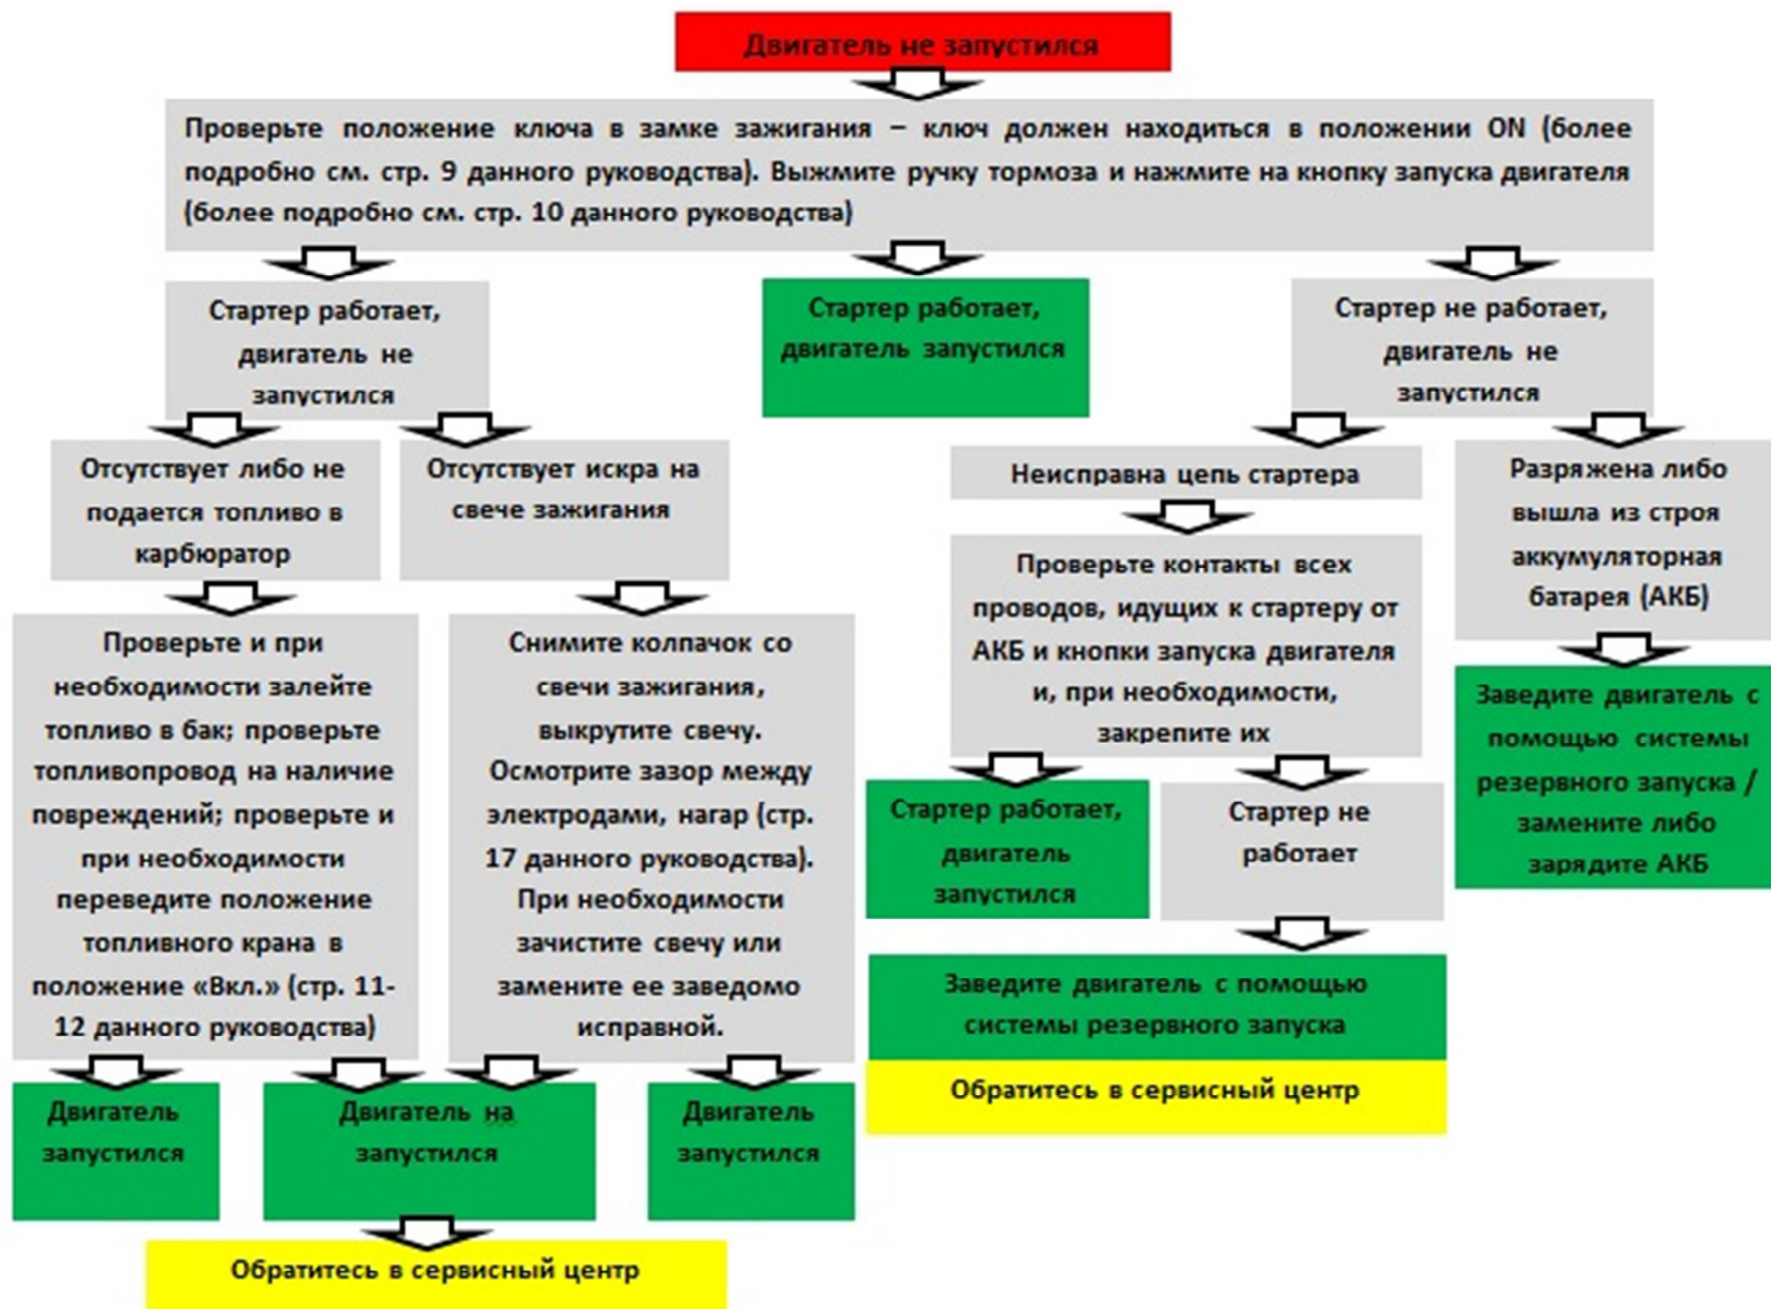 Двигатель не запустился
Проверьте положение ключа в замке зажигания – ключ должен находиться в положении ON (более
подробно см. стр. 9 данного руководства). Выжмите ручку тормоза и нажмите на кнопку запуска двигателя
(более подробно см. стр. 10 данного руководства)
Стартер работает,
двигатель не
запустился
Стартер работает,
двигатель запустился
Стартер не работает,
двигатель не
запустился
Отсутствует либо не
подается топливо в
карбюратор
Отсутствует искра на
свече зажигания
Неисправна цепь стартера
Разряжена либо
вышла из строя
аккумуляторная
батарея (АКБ)
Проверьте и при
необходимости залейте
топливо в бак; проверьте
топливопровод на наличие
повреждений; проверьте и
при необходимости
переведите положение
топливного крана в
положение «Вкл.» (стр. 11-
12 данного руководства)
Снимите колпачок со
свечи зажигания,
выкрутите свечу.
Осмотрите зазор между
электродами, нагар (стр.
17 данного руководства).
При необходимости
зачистите свечу или
замените ее заведомо
исправной.
Проверьте контакты всех
проводов, идущих к стартеру от
АКБ и кнопки запуска двигателя
и, при необходимости,
закрепите их
Заведите двигатель с
помощью системы
резервного запуска /
замените либо
зарядите АКБ
Стартер работает,
двигатель
запустился
Стартер не
работает
Заведите двигатель с помощью
системы резервного запуска
Обратитесь в сервисный центр
Двигатель
запустился
Двигатель на
запустился
Двигатель
запустился
Обратитесь в сервисный центр